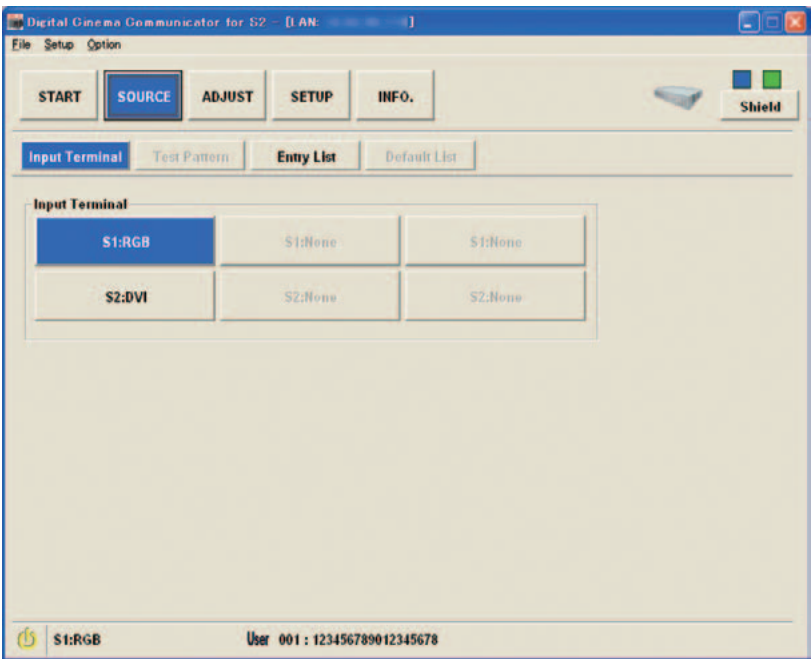 Digital Cinema Communicator for S2 - [LAN: ]
File Setup Option
START SOURCE ADJUST SETUP INFO. Shield
Input Terminal Test Pattern Entry List Default List
Input Terminal
S1:RGB S1:None S1:None
S2:DVI S2:None S2:None
S1:RGB User 001 : 123456789012345678